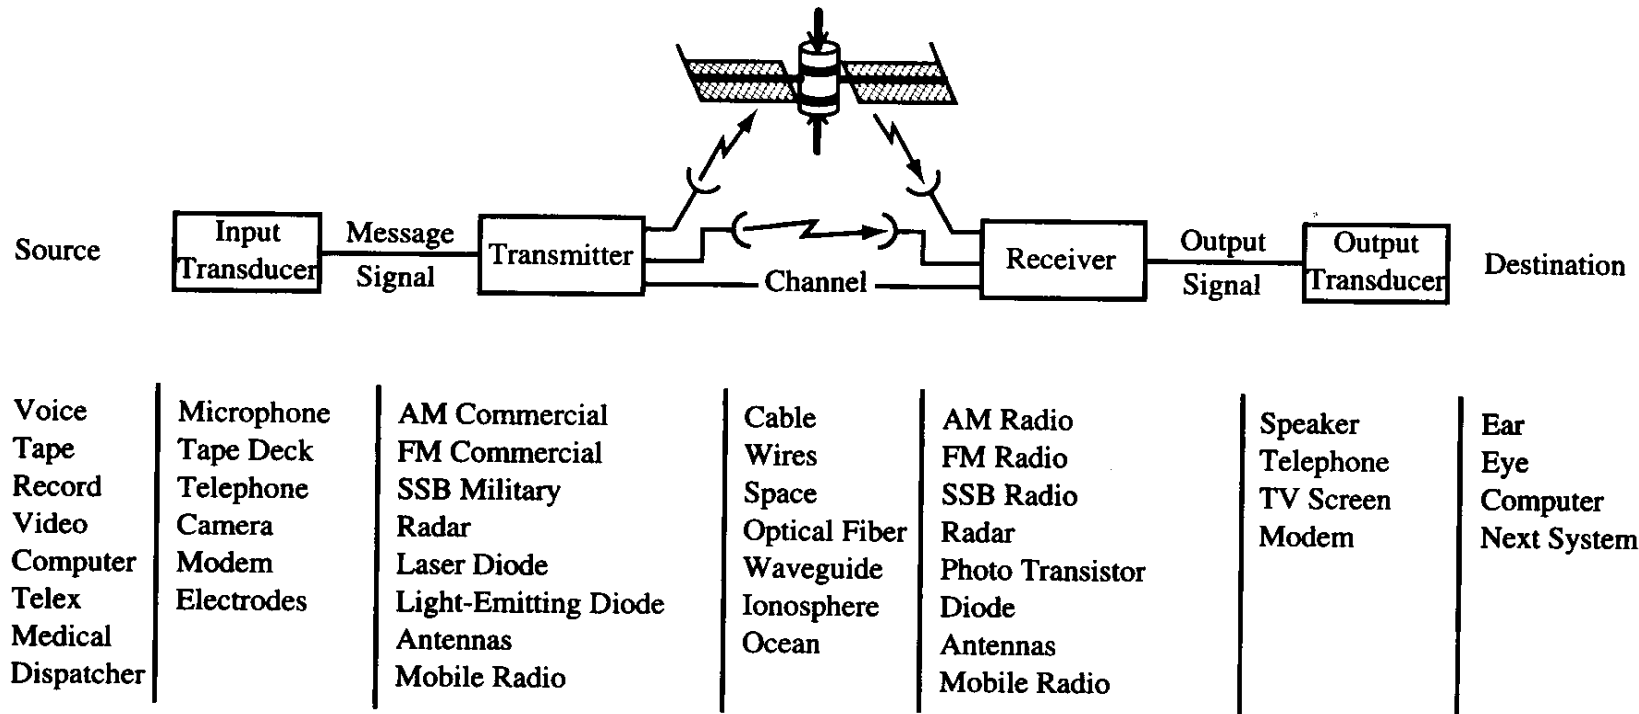 Source
Input
Transducer
Message
Signal
Transmitter
Channel
Receiver
Output
Signal
Output
Transducer
Destination
Voice
Tape
Record
Video
Computer
Telex
Medical
Dispatcher
Microphone
Tape Deck
Telephone
Camera
Modem
Electrodes
AM Commercial
FM Commercial
SSB Military
Radar
Laser Diode
Light-Emitting Diode
Antennas
Mobile Radio
Cable
Wires
Space
Optical Fiber
Waveguide
Ionosphere
Ocean
AM Radio
FM Radio
SSB Radio
Radar
Photo Transistor
Diode
Antennas
Mobile Radio
Speaker
Telephone
TV Screen
Modem
Ear
Eye
Computer
Next System